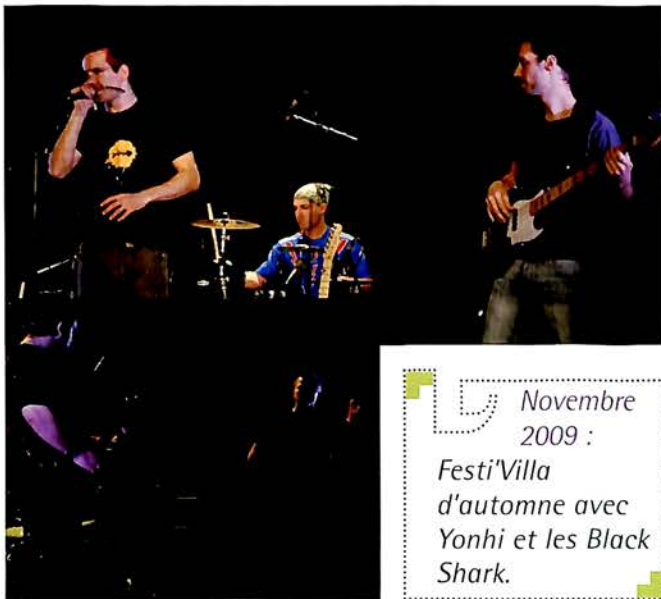 Novembre
2009 :
Festi'Villa
d'automne avec
Yonhi et les Black
Shark.